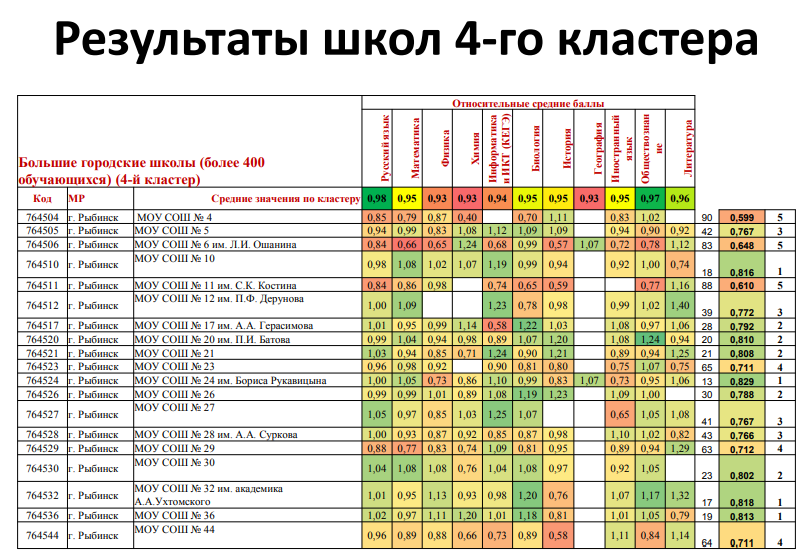 Результаты школ 4-го кластера
Относительные средние баллы
Большие городские школы (более 400 обучающихся) (4-й кластер) Русский язык Математика Физика Химия Информатика и ИКТ (КЕГЭ) Биология История География Иностранный язык Обществознание Литература
Код МР Средние значения по кластеру 0,98 0,95 0,93 0,93 0,94 0,95 0,95 0,93 0,95 0,97 0,96
764504 г. Рыбинск МОУ СОШ № 4 0,85 0,79 0,87 0,40 0,70 1,11 0,83 1,02 90 0,599 5
764505 г. Рыбинск МОУ СОШ № 5 0,94 0,99 0,83 1,08 1,12 1,09 1,09 0,94 0,90 0,92 42 0,767 3
764506 г. Рыбинск МОУ СОШ № 6 им. Л.И. Ошанина 0,84 0,66 0,65 1,24 0,68 0,99 0,57 1,07 0,72 0,78 1,12 83 0,648 5
764510 г. Рыбинск МОУ СОШ № 10 0,98 1,08 1,02 1,07 1,19 0,99 0,94 0,92 1,00 0,74 18 0,816 1
764511 г. Рыбинск МОУ СОШ № 11 им. С.К. Костина 0,84 0,86 0,98 0,74 0,65 0,59 0,77 1,16 88 0,610 5
764512 г. Рыбинск МОУ СОШ № 12 им. П.Ф. Дерунова 1,00 1,09 1,23 0,78 0,98 0,99 0,98 1,40 39 0,772 3
764517 г. Рыбинск МОУ СОШ № 17 им. А.А. Герасимова 1,01 0,95 0,99 1,14 0,58 1,22 1,03 1,08 0,97 1,06 28 0,792 2
764520 г. Рыбинск МОУ СОШ № 20 им. П.И. Батова 0,99 1,04 0,94 0,98 0,89 1,07 1,20 1,08 1,24 0,94 20 0,810 2
764521 г. Рыбинск МОУ СОШ № 21 1,03 0,94 0,85 0,71 1,24 0,90 1,21 0,89 0,94 1,25 21 0,808 2
764523 г. Рыбинск МОУ СОШ № 23 0,96 0,98 0,92 0,90 0,81 0,80 0,75 1,07 0,75 65 0,711 4
764524 г. Рыбинск МОУ СОШ № 24 им. Бориса Рукавицына 1,00 1,05 0,73 0,86 1,10 0,99 0,83 1,07 0,73 0,95 1,06 13 0,829 1
764526 г. Рыбинск МОУ СОШ № 26 0,99 0,99 1,01 0,89 1,08 1,19 1,23 1,09 1,00 30 0,788 2
764527 г. Рыбинск МОУ СОШ № 27 1,05 0,97 0,85 1,03 1,25 1,07 0,65 1,05 1,08 41 0,767 3
764528 г. Рыбинск МОУ СОШ № 28 им. А.А. Суркова 1,00 0,93 0,87 0,92 0,85 0,87 0,98 1,10 1,02 0,82 43 0,766 3
764529 г. Рыбинск МОУ СОШ № 29 0,88 0,77 0,83 0,74 1,09 0,81 0,95 0,94 0,89 1,29 63 0,712 4
764530 г. Рыбинск МОУ СОШ № 30 1,04 1,08 1,08 0,76 1,04 1,08 0,97 0,92 1,05 23 0,802 2
764532 г. Рыбинск МОУ СОШ № 32 им. академика А.А.Ухтомского 1,01 0,95 1,13 0,93 0,98 1,20 0,76 1,07 1,17 1,32 17 0,818 1
764536 г. Рыбинск МОУ СОШ № 36 1,02 0,97 1,11 1,20 1,01 1,18 0,81 1,01 1,05 0,79 19 0,813 1
764544 г. Рыбинск МОУ СОШ № 44 0,96 0,89 0,88 0,66 0,73 0,89 0,58 1,11 0,84 1,14 64 0,711 4